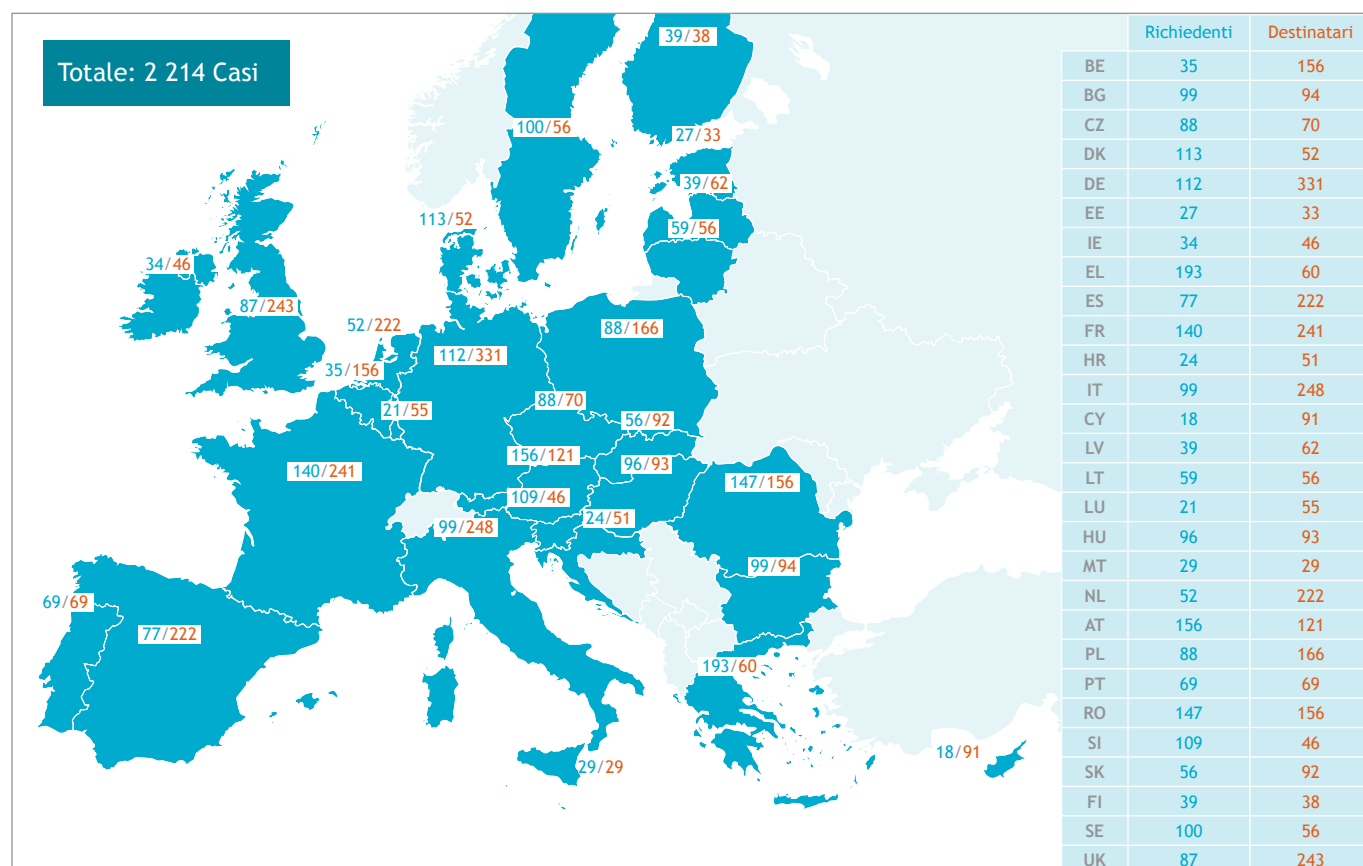 Totale: 2 214 Casi
39/38
100/56
27/33
39/62
113/52
59/56
34/46
87/243
52/222
88/166
112/331
35/156
88/70
21/55
56/92
156/121
96/93
140/241
147/156
109/46
24/51
99/248
99/94
69/69
77/222
193/60
18/91
29/29
Richiedenti Destinatari
BE 35 156
BG 99 94
CZ 88 70
DK 113 52
DE 112 331
EE 27 33
IE 34 46
EL 193 60
ES 77 222
FR 140 241
HR 24 51
IT 99 248
CY 18 91
LV 39 62
LT 59 56
LU 21 55
HU 96 93
MT 29 29
NL 52 222
AT 156 121
PL 88 166
PT 69 69
RO 147 156
SI 109 46
SK 56 92
FI 39 38
SE 100 56
UK 87 243